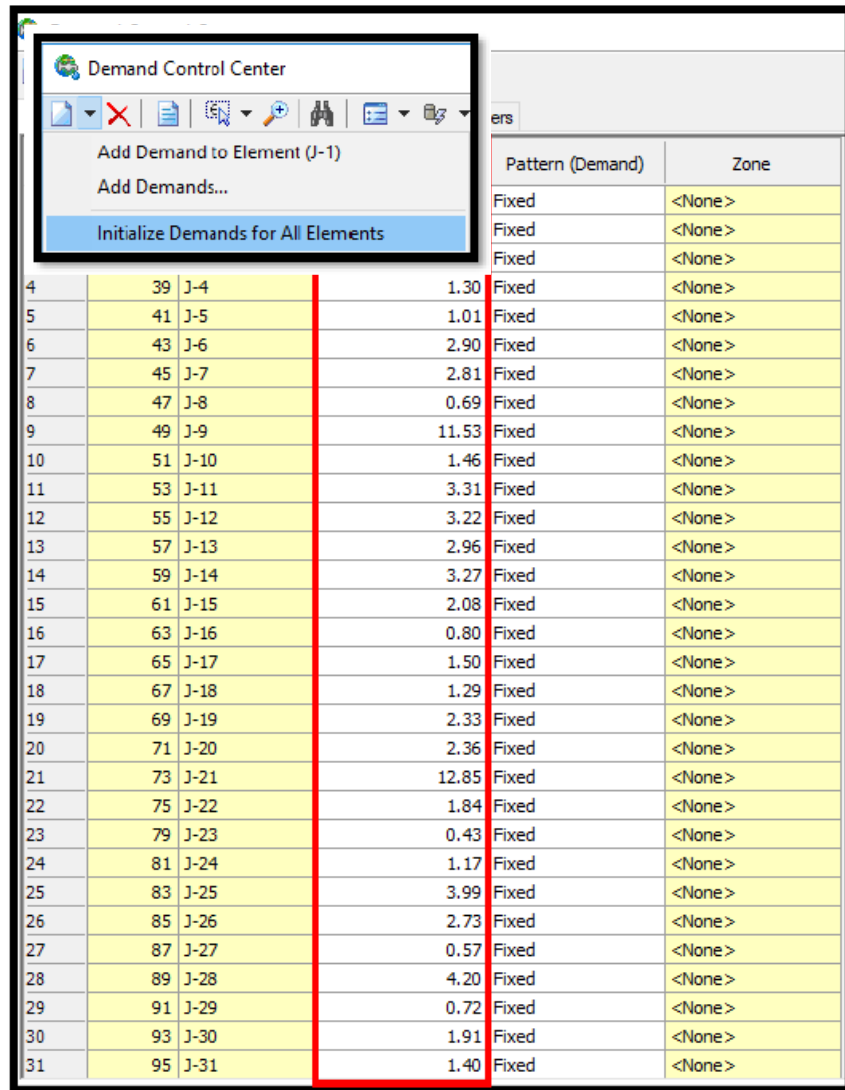 Demand Control Center
ers
Add Demand to Element (J-1)
Add Demands...
Initialize Demands for All Elements
Pattern (Demand) Zone
Fixed <None>
Fixed <None>
Fixed <None>
4 39 J-4 1.30 Fixed <None>
5 41 J-5 1.01 Fixed <None>
6 43 J-6 2.90 Fixed <None>
7 45 J-7 2.81 Fixed <None>
8 47 J-8 0.69 Fixed <None>
9 49 J-9 11.53 Fixed <None>
10 51 J-10 1.46 Fixed <None>
11 53 J-11 3.31 Fixed <None>
12 55 J-12 3.22 Fixed <None>
13 57 J-13 2.96 Fixed <None>
14 59 J-14 3.27 Fixed <None>
15 61 J-15 2.08 Fixed <None>
16 63 J-16 0.80 Fixed <None>
17 65 J-17 1.50 Fixed <None>
18 67 J-18 1.29 Fixed <None>
19 69 J-19 2.33 Fixed <None>
20 71 J-20 2.36 Fixed <None>
21 73 J-21 12.85 Fixed <None>
22 75 J-22 1.84 Fixed <None>
23 79 J-23 0.43 Fixed <None>
24 81 J-24 1.17 Fixed <None>
25 83 J-25 3.99 Fixed <None>
26 85 J-26 2.73 Fixed <None>
27 87 J-27 0.57 Fixed <None>
28 89 J-28 4.20 Fixed <None>
29 91 J-29 0.72 Fixed <None>
30 93 J-30 1.91 Fixed <None>
31 95 J-31 1.40 Fixed <None>